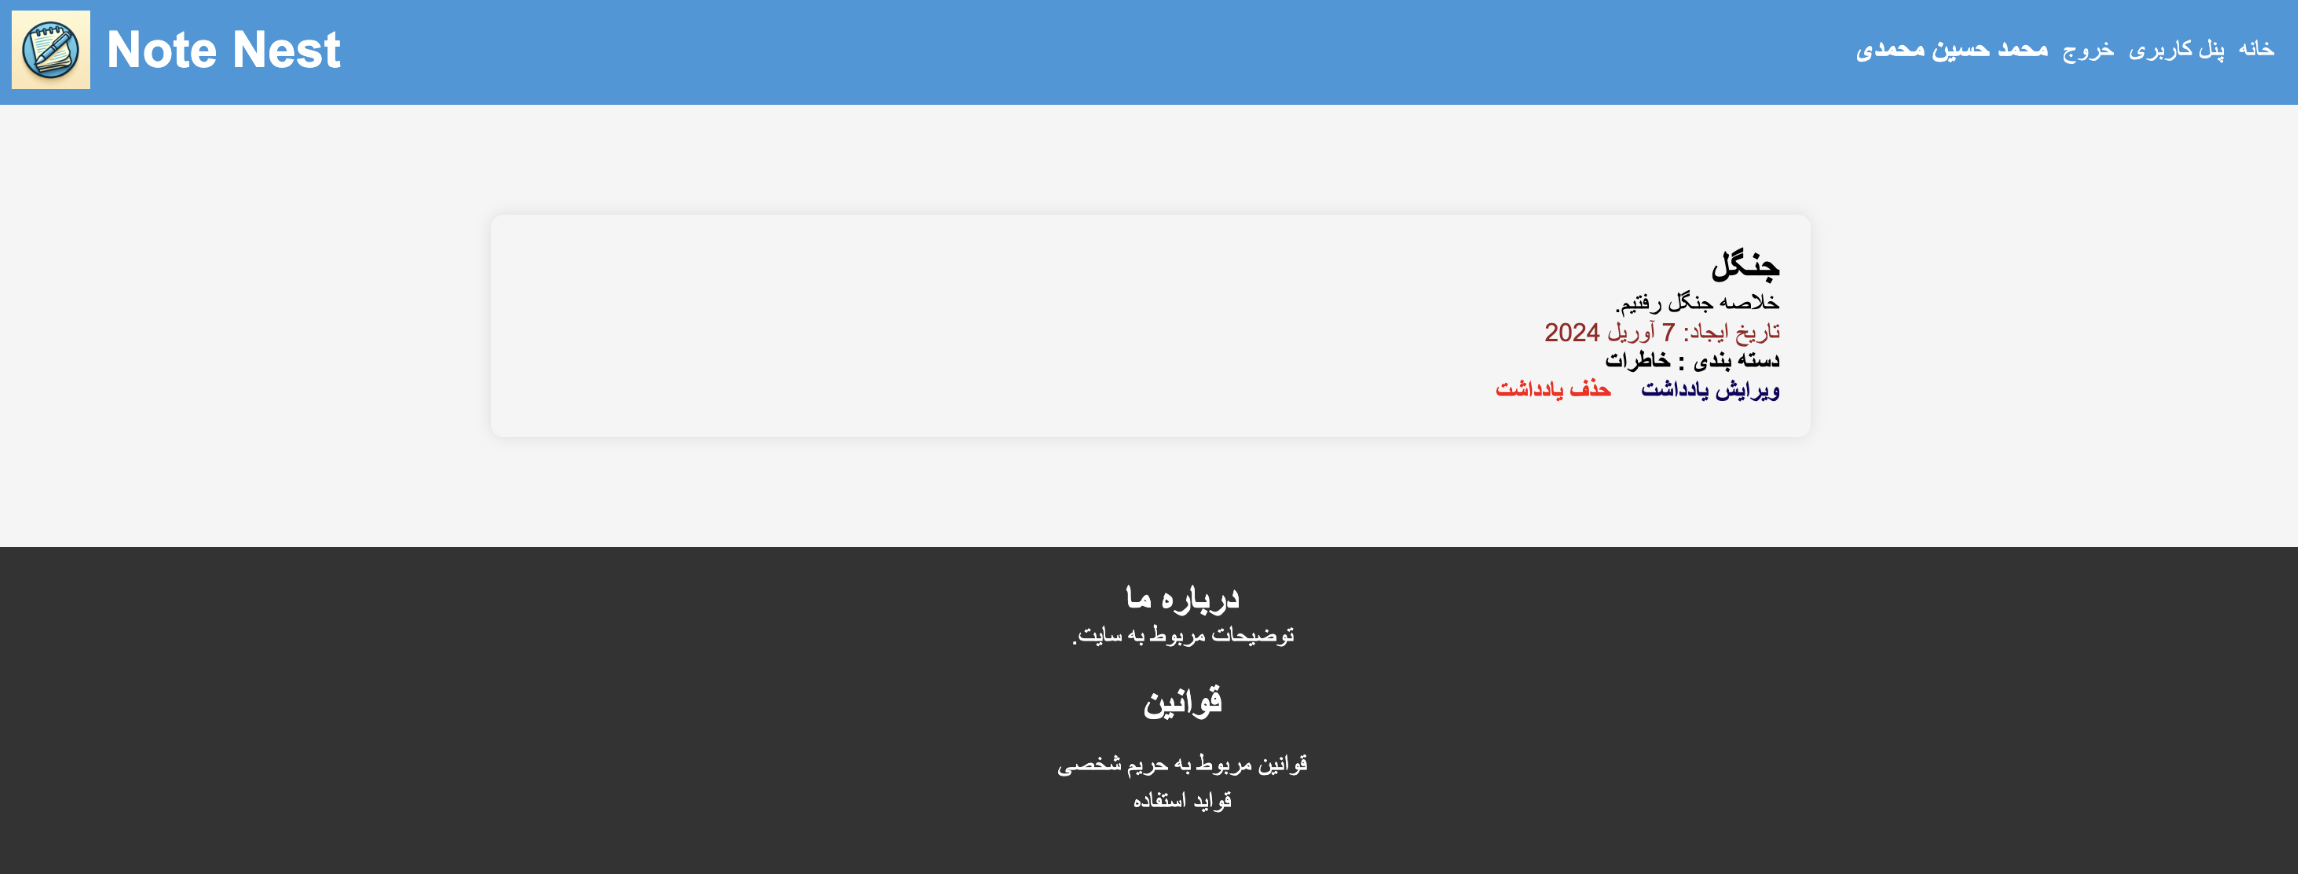 Note Nest
خانه پنل کاربری خروج محمد حسین محمدی
جنگل
خلاصه جنگل رفتیم.
تاریخ ایجاد: 7 آوریل 2024
دسته بندی : خاطرات
ویرایش یادداشت حذف یادداشت
درباره ما
توضیحات مربوط به سایت.
قوانین
قوانین مربوط به حریم شخصی
قواید استفاده